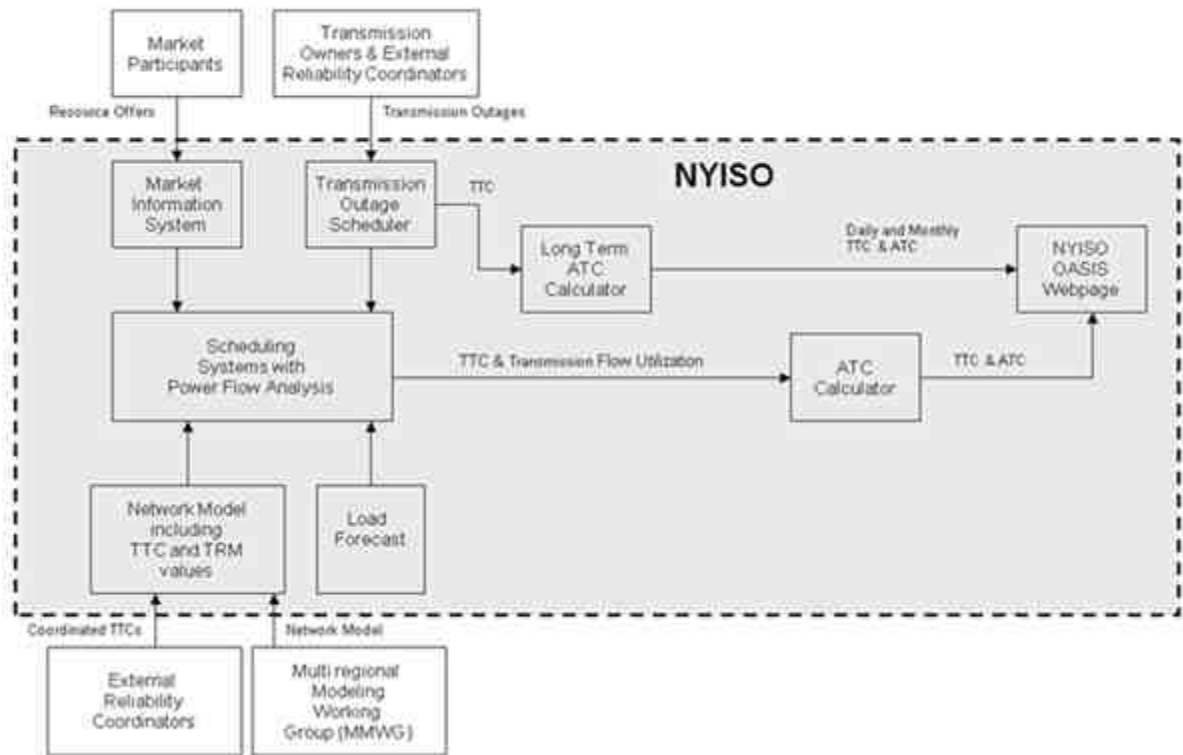 Market
Participants
Transmission
Owners & External
Reliability Coordinators
Resource Offers
Transmission Outages
NYISO
Market
Information
System
Transmission
Outage
Scheduler
TTC
Long Term
ATC
Calculator
Daily and Monthly
TTC & ATC
NYISO
OASIS
Webpage
Scheduling
Systems with
Power Flow Analysis
TTC & Transmission Flow Utilization
ATC
Calculator
TTC & ATC
Network Model
including
TTC and TRM
values
Load
Forecast
Coordinated TTCs
Network Model
External
Reliability
Coordinators
Multi regional
Modeling
Working
Group (MMWG)